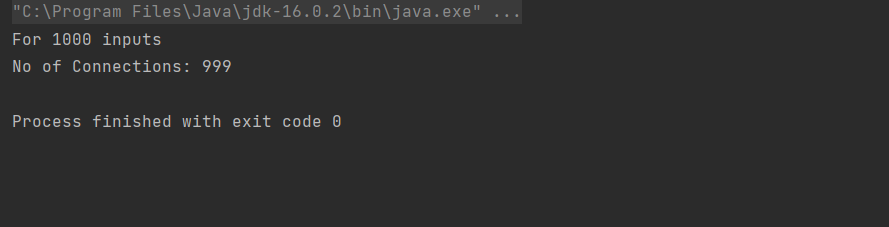 "C:\Program Files\Java\jdk-16.0.2\bin\java.exe" ...
For 1000 inputs
No of Connections: 999
Process finished with exit code 0